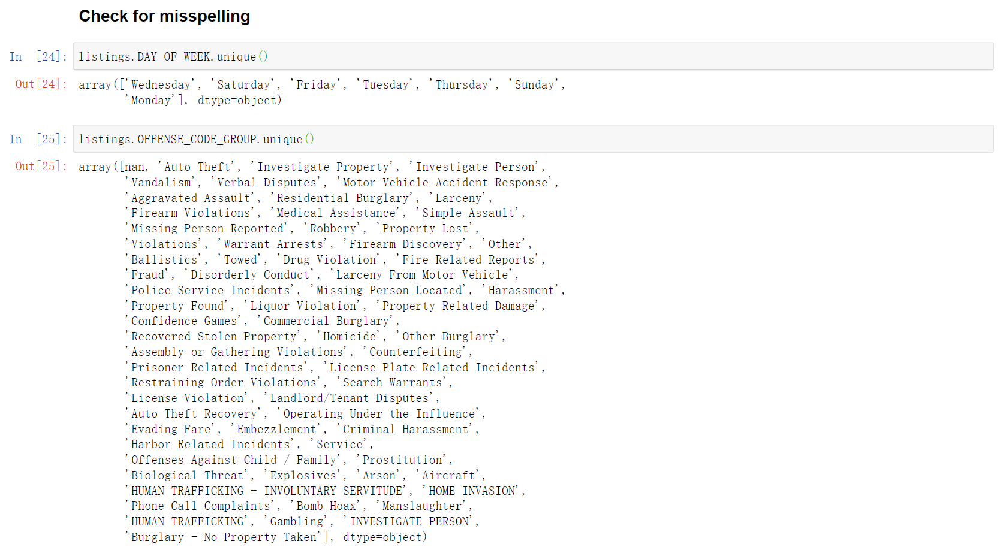 Check for misspelling
In [24]: listings.DAY_OF_WEEK.unique()
Out[24]: array(['Wednesday', 'Saturday', 'Friday', 'Tuesday', 'Thursday', 'Sunday',
'Monday'], dtype=object)
In [25]: listings.OFFENSE_CODE_GROUP.unique()
Out[25]: array([nan, 'Auto Theft', 'Investigate Property', 'Investigate Person',
'Vandalism', 'Verbal Disputes', 'Motor Vehicle Accident Response',
'Aggravated Assault', 'Residential Burglary', 'Larceny',
'Firearm Violations', 'Medical Assistance', 'Simple Assault',
'Missing Person Reported', 'Robbery', 'Property Lost',
'Violations', 'Warrant Arrests', 'Firearm Discovery', 'Other',
'Ballistics', 'Towed', 'Drug Violation', 'Fire Related Reports',
'Fraud', 'Disorderly Conduct', 'Larceny From Motor Vehicle',
'Police Service Incidents', 'Missing Person Located', 'Harassment',
'Property Found', 'Liquor Violation', 'Property Related Damage',
'Confidence Games', 'Commercial Burglary',
'Recovered Stolen Property', 'Homicide', 'Other Burglary',
'Assembly or Gathering Violations', 'Counterfeiting',
'Prisoner Related Incidents', 'License Plate Related Incidents',
'Restraining Order Violations', 'Search Warrants',
'License Violation', 'Landlord/Tenant Disputes',
'Auto Theft Recovery', 'Operating Under the Influence',
'Evading Fare', 'Embezzlement', 'Criminal Harassment',
'Harbor Related Incidents', 'Service',
'Offenses Against Child / Family', 'Prostitution',
'Biological Threat', 'Explosives', 'Arson', 'Aircraft',
'HUMAN TRAFFICKING - INVOLUNTARY SERVITUDE', 'HOME INVASION',
'Phone Call Complaints', 'Bomb Hoax', 'Manslaughter',
'HUMAN TRAFFICKING', 'Gambling', 'INVESTIGATE PERSON',
'Burglary - No Property Taken'], dtype=object)